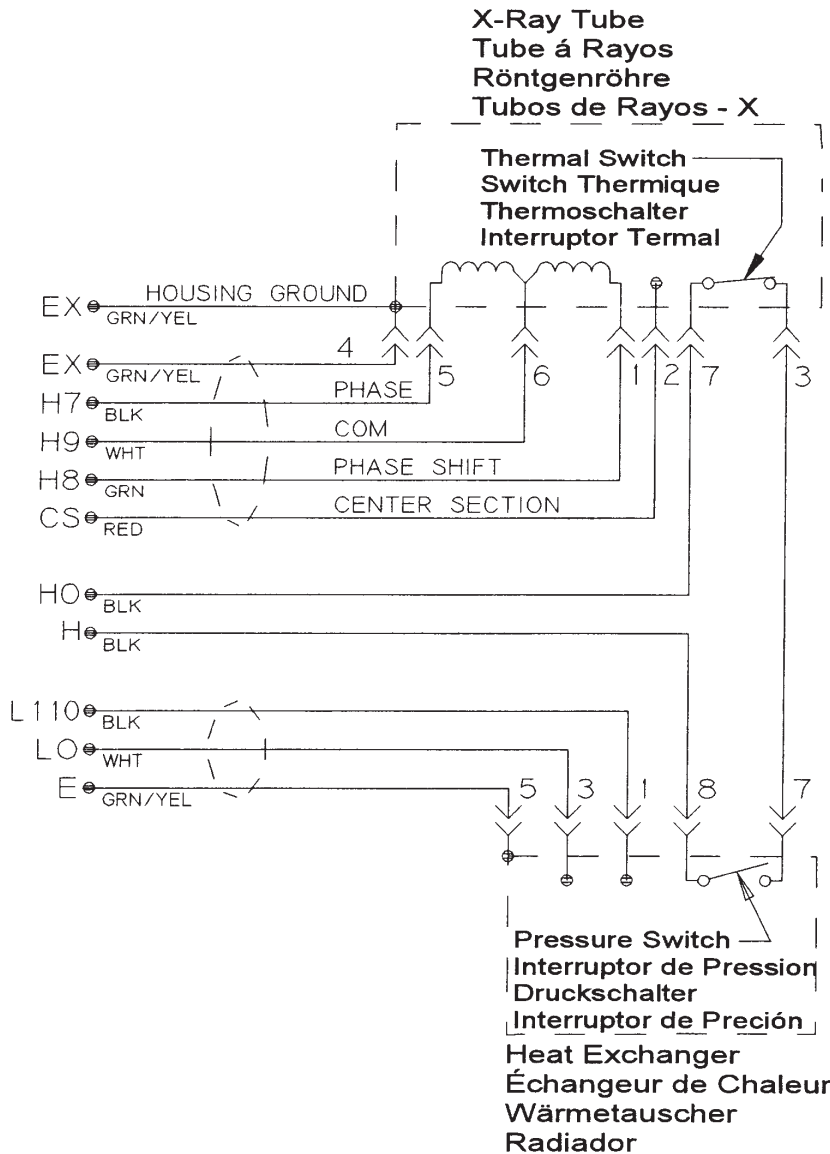 X-Ray Tube
Tube á Rayos
Röntgenröhre
Tubos de Rayos - X
Thermal Switch
Switch Thermique
Thermoschalter
Interruptor Termal
EX HOUSING GROUND
GRN/YEL
EX GRN/YEL 4 5 6 1 2 7 3
H7 BLK PHASE
H9 WHT COM
H8 GRN PHASE SHIFT
CS RED CENTER SECTION
HO BLK
H BLK
L110 BLK
LO WHT
E GRN/YEL 5 3 1 8 7
Pressure Switch
Interruptor de Pression
Druckschalter
Interruptor de Preción
Heat Exchanger
Échangeur de Chaleur
Wärmetauscher
Radiador